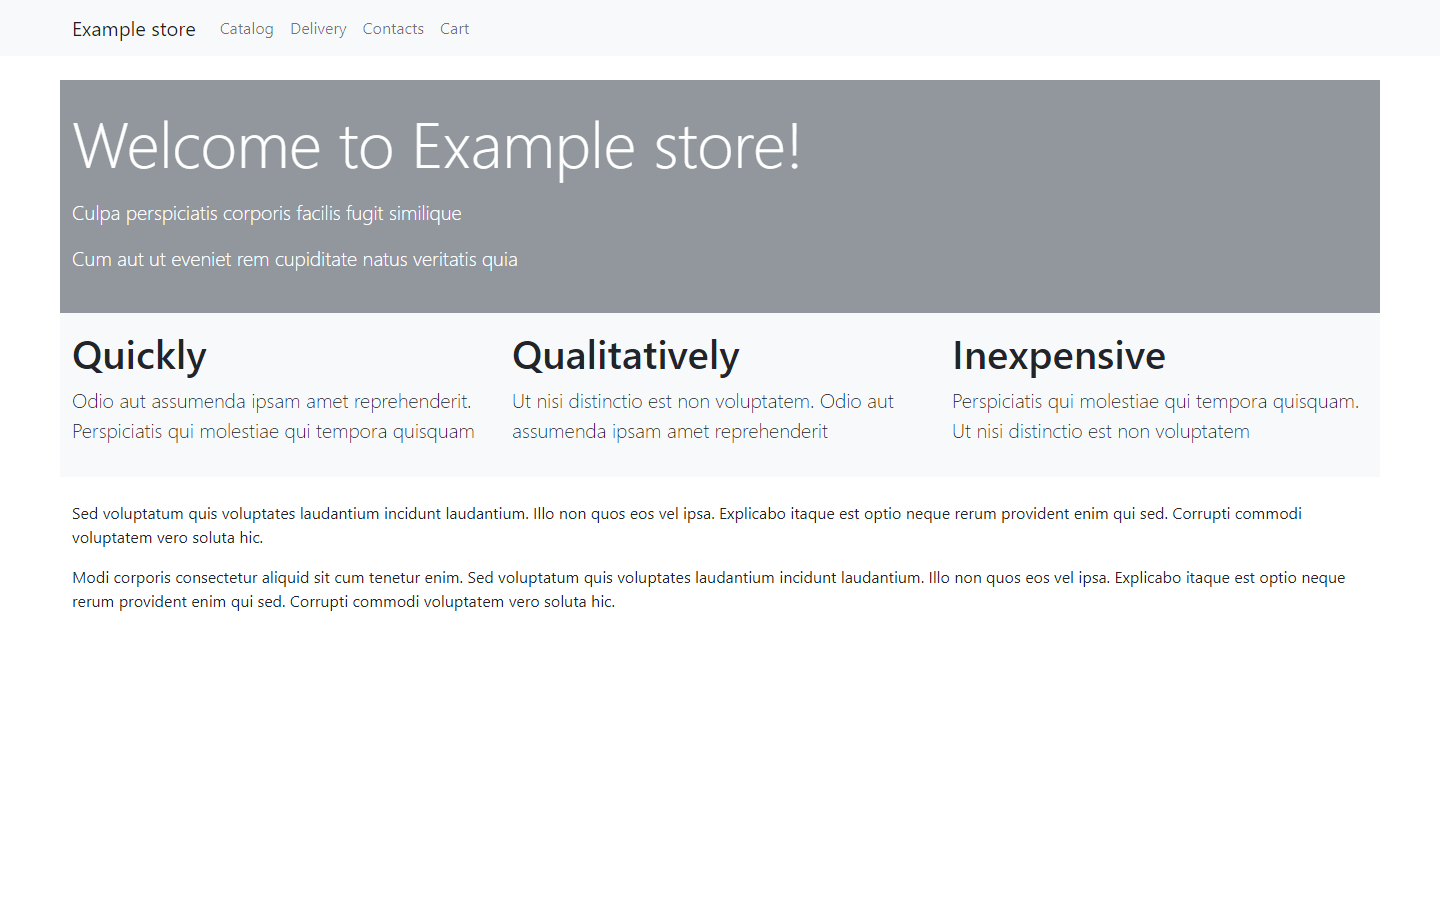 Example store Catalog Delivery Contacts Cart
Welcome to Example store!
Culpa perspiciatis corporis facilis fugit similique
Cum aut ut eveniet rem cupiditate natus veritatis quia
Quickly
Odio aut assumenda ipsam amet reprehenderit.
Perspiciatis qui molestiae qui tempora quisquam
Qualitatively
Ut nisi distinctio est non voluptatem. Odio aut
assumenda ipsam amet reprehenderit
Inexpensive
Perspiciatis qui molestiae qui tempora quisquam.
Ut nisi distinctio est non voluptatem
Sed voluptatum quis voluptates laudantium incidunt laudantium. Illo non quos eos vel ipsa. Explicabo itaque est optio neque rerum provident enim qui sed. Corrupti commodi
voluptatem vero soluta hic.
Modi corporis consectetur aliquid sit cum tenetur enim. Sed voluptatum quis voluptates laudantium incidunt laudantium. Illo non quos eos vel ipsa. Explicabo itaque est optio neque
rerum provident enim qui sed. Corrupti commodi voluptatem vero soluta hic.